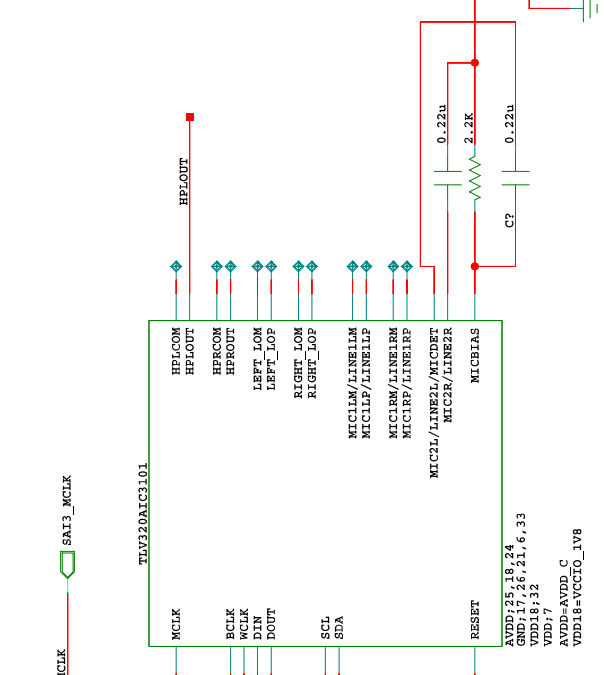 0.22u
2.2K
0.22u
C?
HPLOUT
HPLCOM
HPLOUT
HPRCOM
HPROUT
LEFT_LOM
LEFT_LOP
RIGHT_LOM
RIGHT_LOP
MIC1LM/LINE1LM
MIC1LP/LINE1LP
MIC1RM/LINE1RM
MIC1RP/LINE1RP
MIC2L/LINE2L/MICDET
MIC2R/LINE2R
MICBIAS
TLV320AIC3101
SAI3_MCLK
MCLK
BCLK
WCLK
DIN
DOUT
SCL
SDA
RESET
AVDD;25,18,24
GND;17,26,21,6,33
VDD18;32
VDD;7
AVDD=AVDD_C
VDD18=VCCIO_1V8